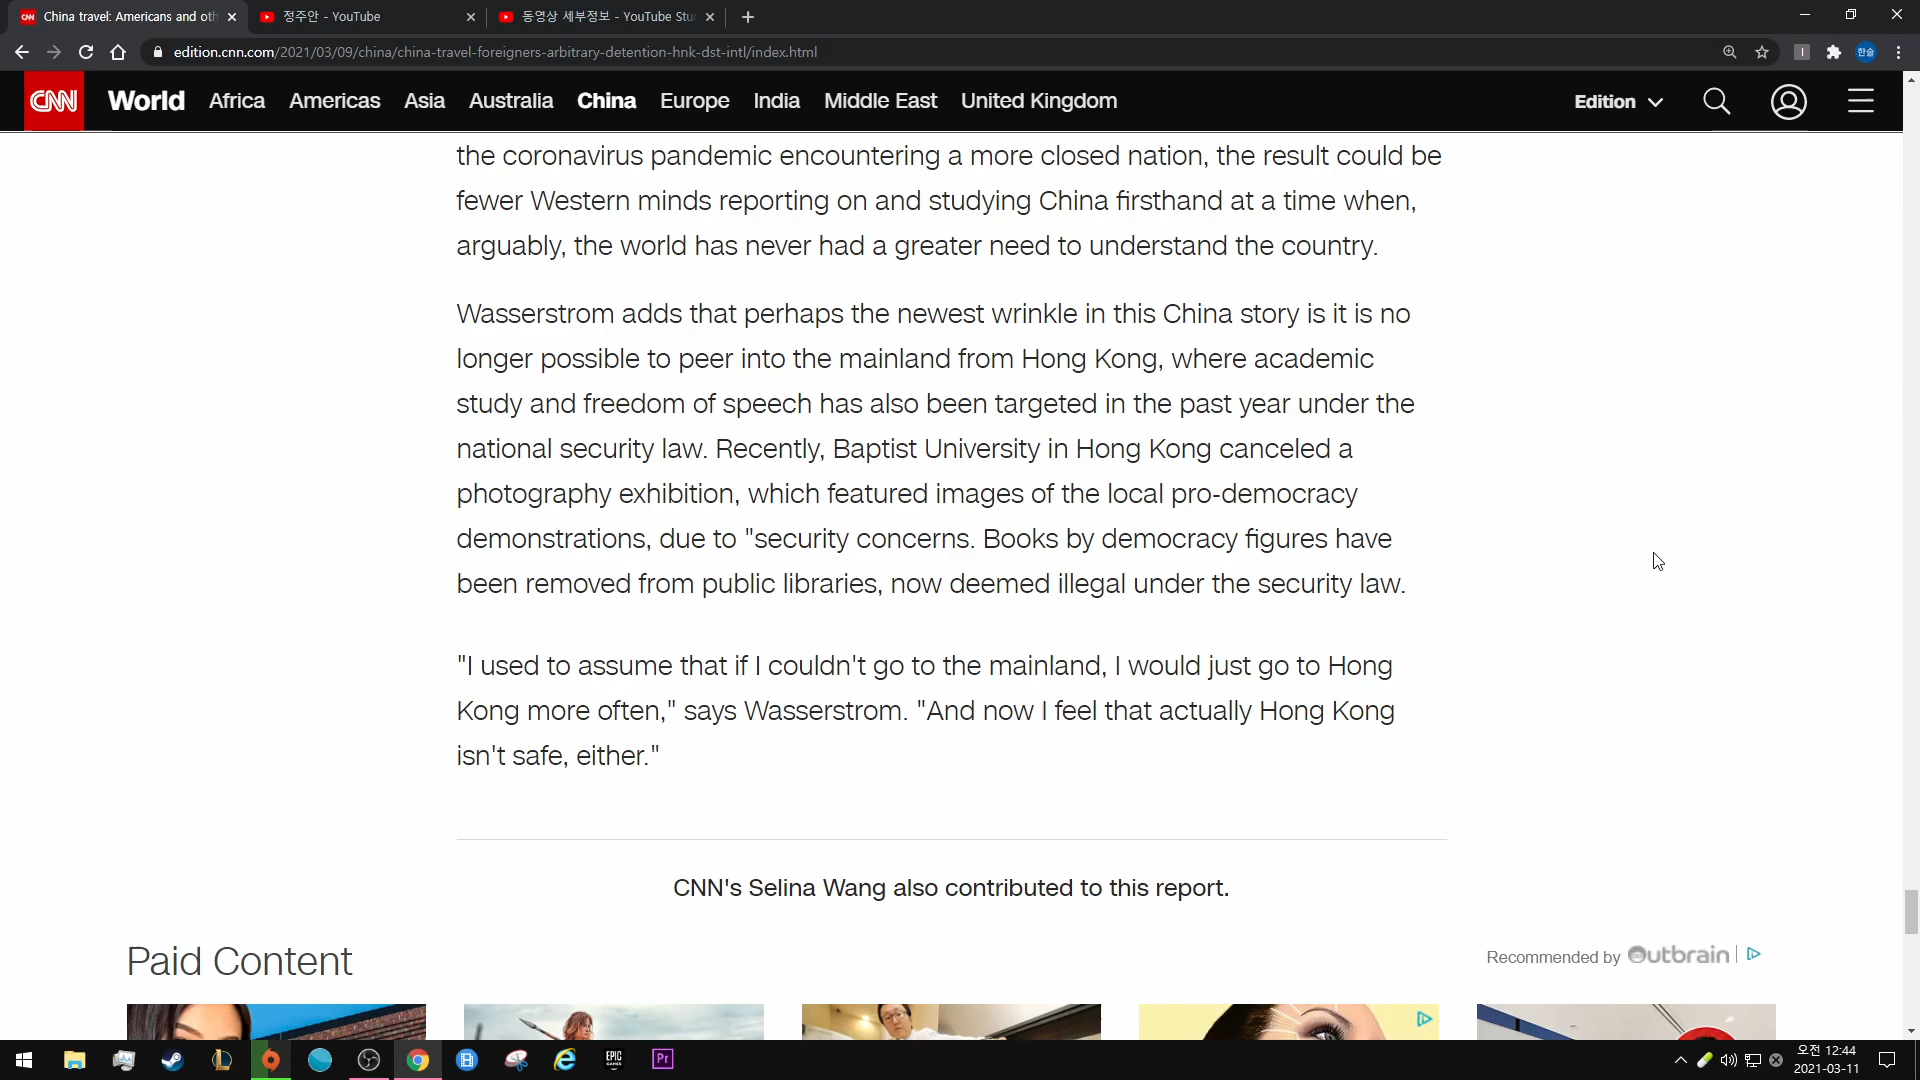 China travel: Americans and oth
정주안 - YouTube
동영상 세부정보 - YouTube Stu
edition.cnn.com/2021/03/09/china/china-travel-foreigners-arbitrary-detention-hnk-dst-intl/index.html
한슬
CNN World Africa Americas Asia Australia China Europe India Middle East United Kingdom Edition
the coronavirus pandemic encountering a more closed nation, the result could be
fewer Western minds reporting on and studying China firsthand at a time when,
arguably, the world has never had a greater need to understand the country.
Wasserstrom adds that perhaps the newest wrinkle in this China story is it is no
longer possible to peer into the mainland from Hong Kong, where academic
study and freedom of speech has also been targeted in the past year under the
national security law. Recently, Baptist University in Hong Kong canceled a
photography exhibition, which featured images of the local pro-democracy
demonstrations, due to "security concerns. Books by democracy figures have
been removed from public libraries, now deemed illegal under the security law.
"I used to assume that if I couldn't go to the mainland, I would just go to Hong
Kong more often," says Wasserstrom. "And now I feel that actually Hong Kong
isn't safe, either."
CNN's Selina Wang also contributed to this report.
Paid Content
Recommended by Outbrain
EPIC GAMES
Pr
오전 12:44
2021-03-11